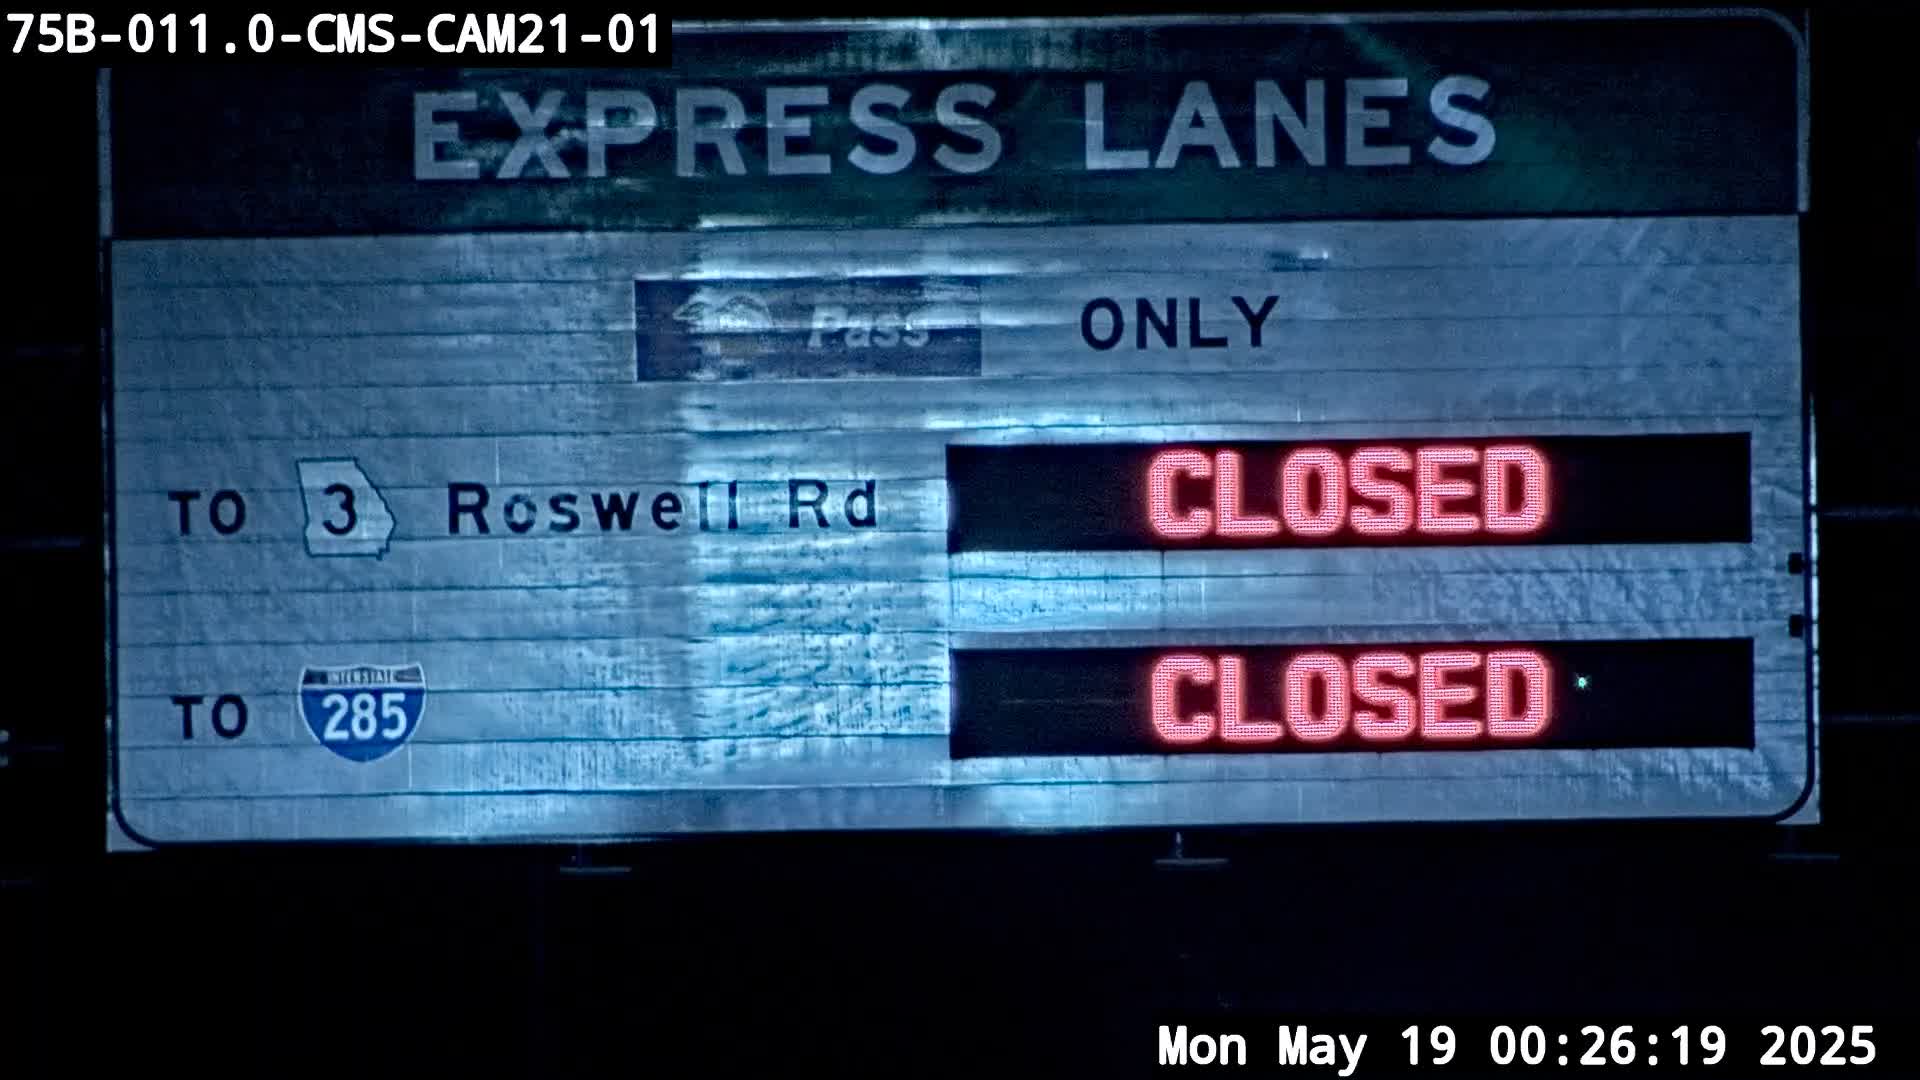 75B-011.0-CMS-CAM21-01
EXPRESS LANES
Pass ONLY
TO 3 Roswell Rd CLOSED
INTERSTATE
TO 285 CLOSED
Mon May 19 00:26:19 2025